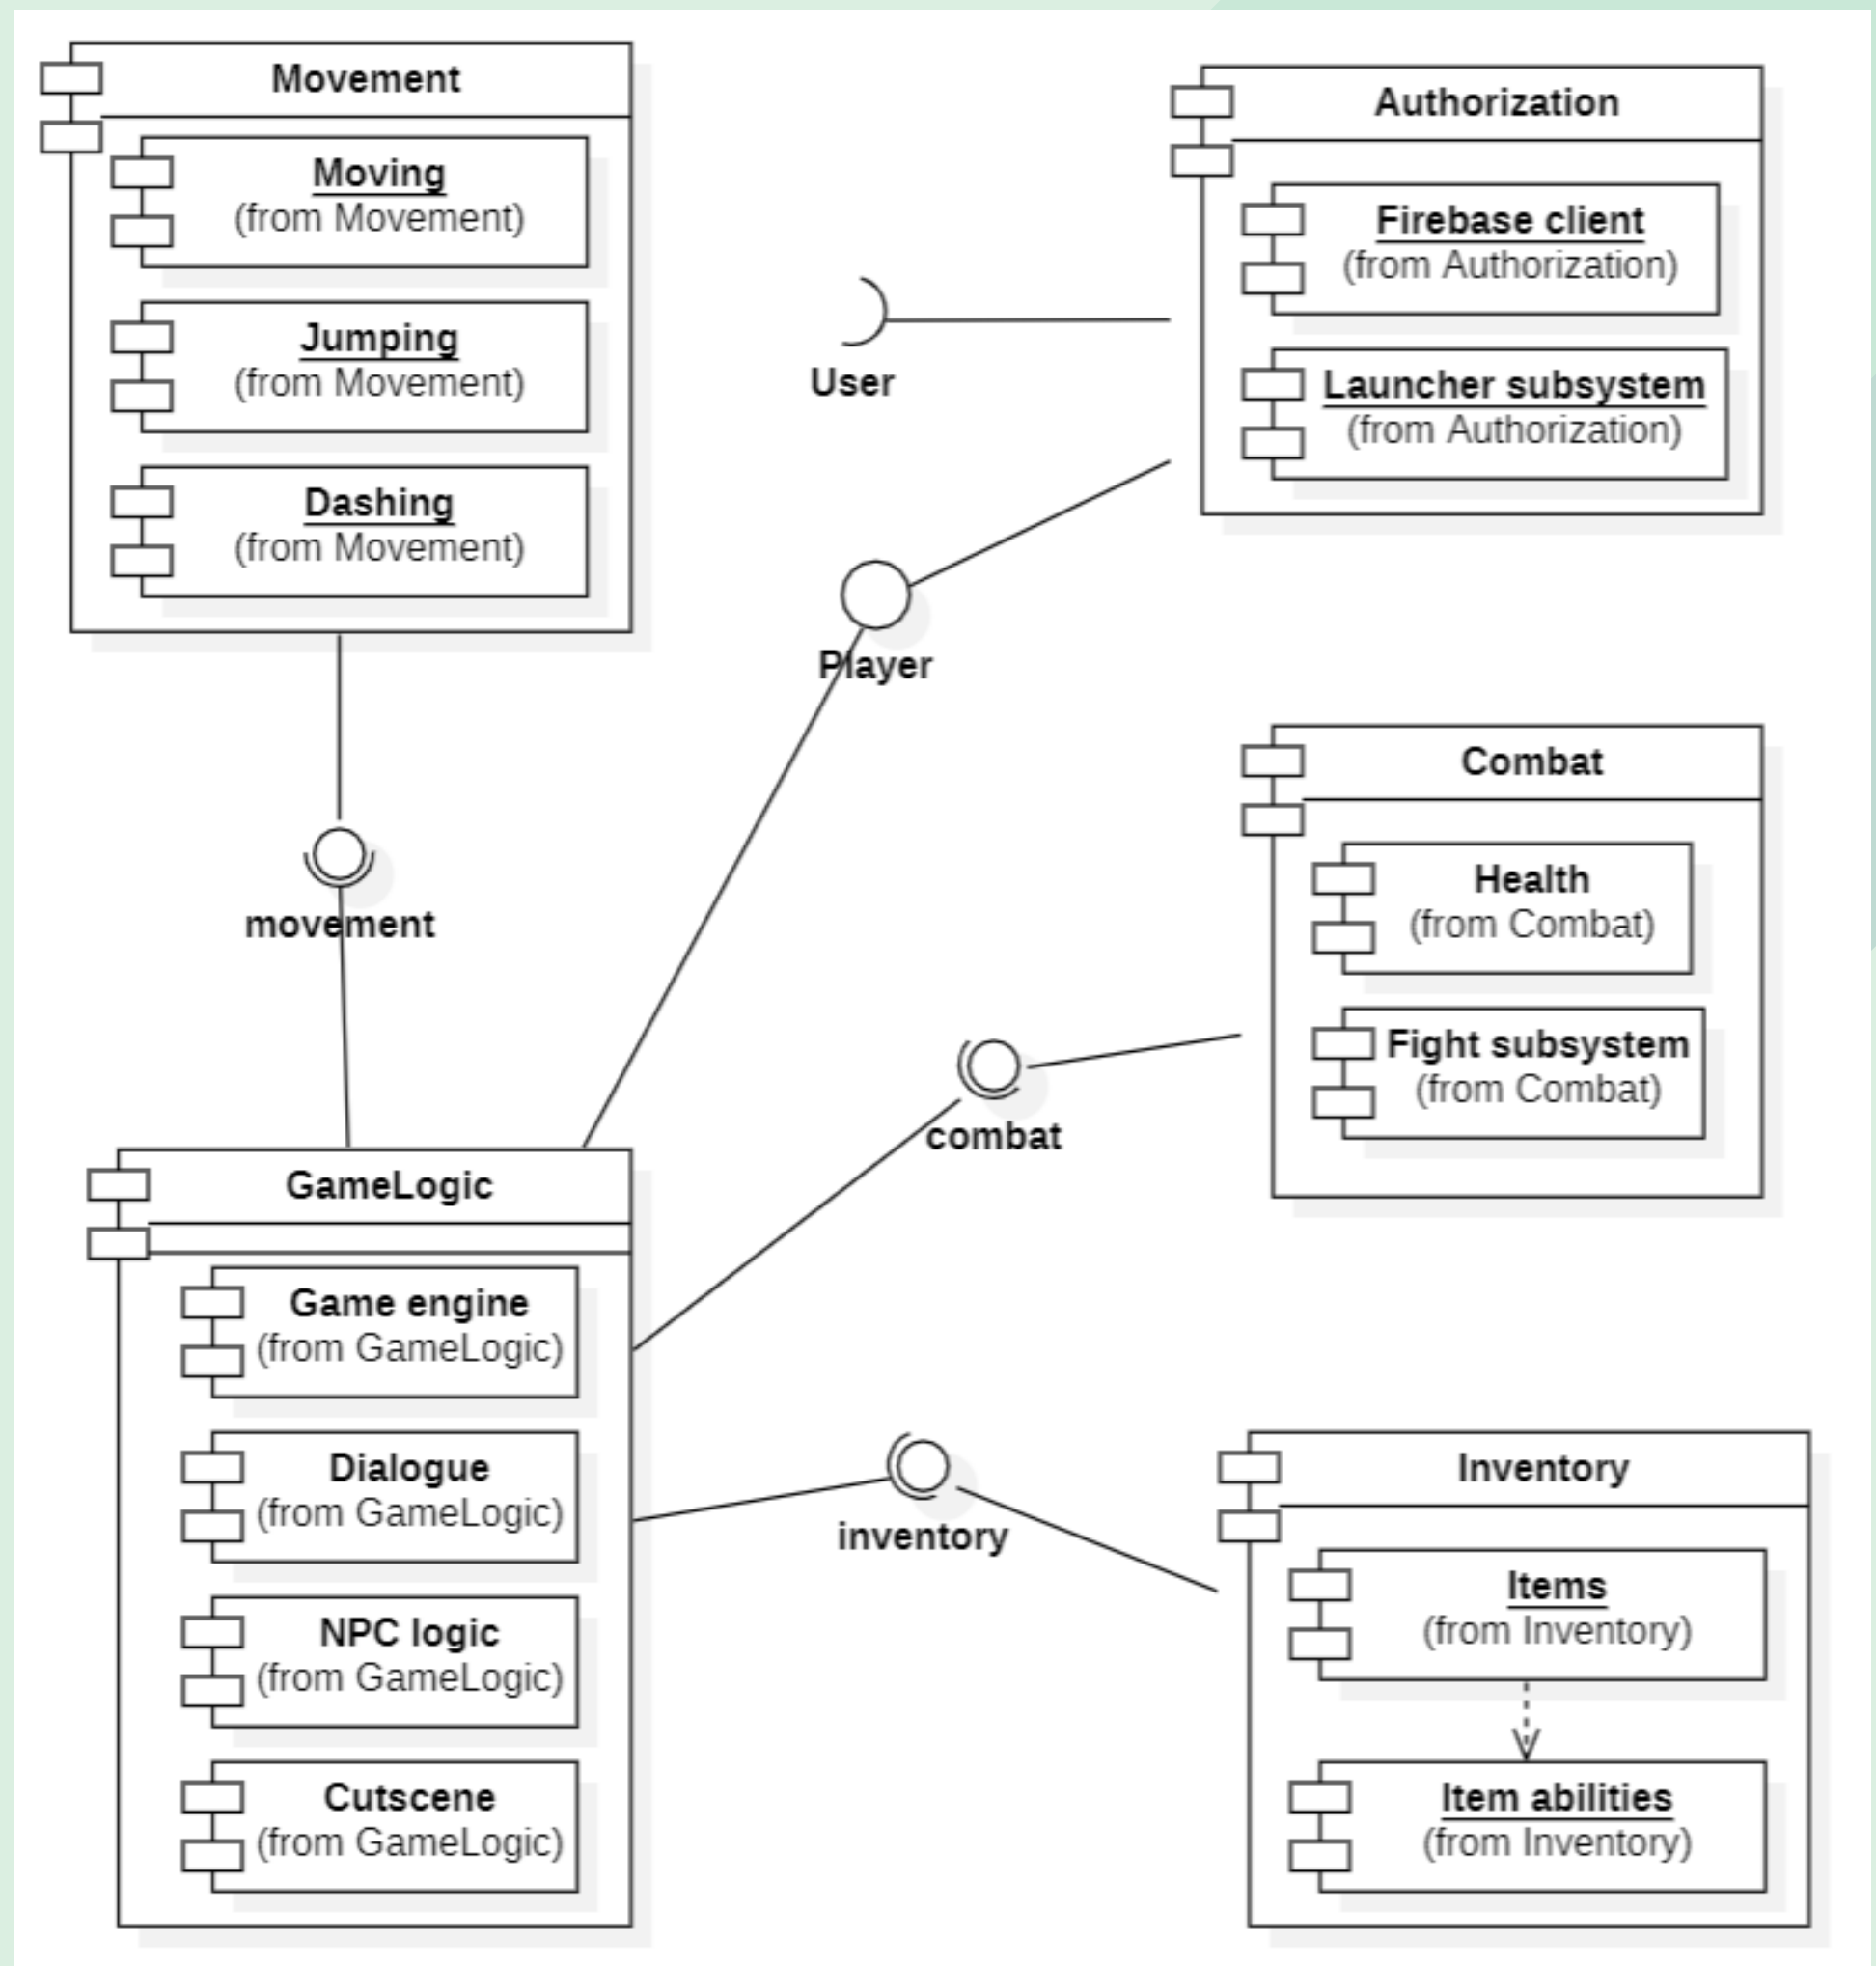 Movement
Moving
(from Movement)
Jumping
(from Movement)
Dashing
(from Movement)
Authorization
Firebase client
(from Authorization)
Launcher subsystem
(from Authorization)
User
Player
movement
Combat
Health
(from Combat)
Fight subsystem
(from Combat)
combat
GameLogic
Game engine
(from GameLogic)
Dialogue
(from GameLogic)
NPC logic
(from GameLogic)
Cutscene
(from GameLogic)
inventory
Inventory
Items
(from Inventory)
Item abilities
(from Inventory)